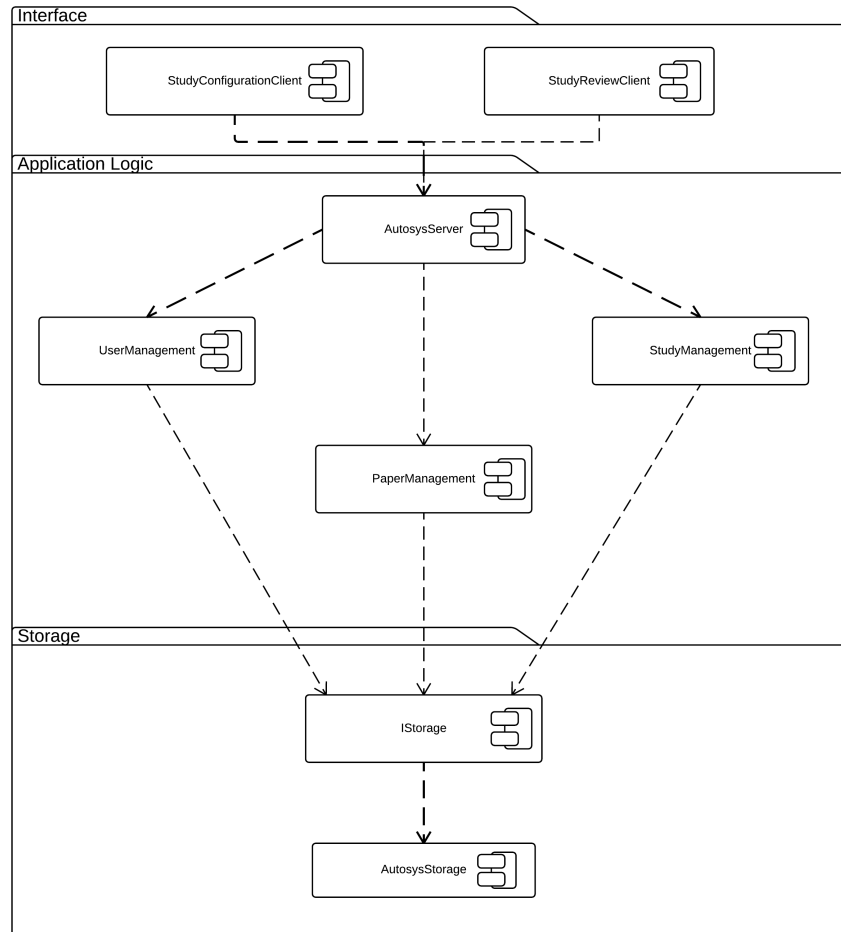 Interface
StudyConfigurationClient
StudyReviewClient
Application Logic
AutosysServer
UserManagement
StudyManagement
PaperManagement
Storage
IStorage
AutosysStorage